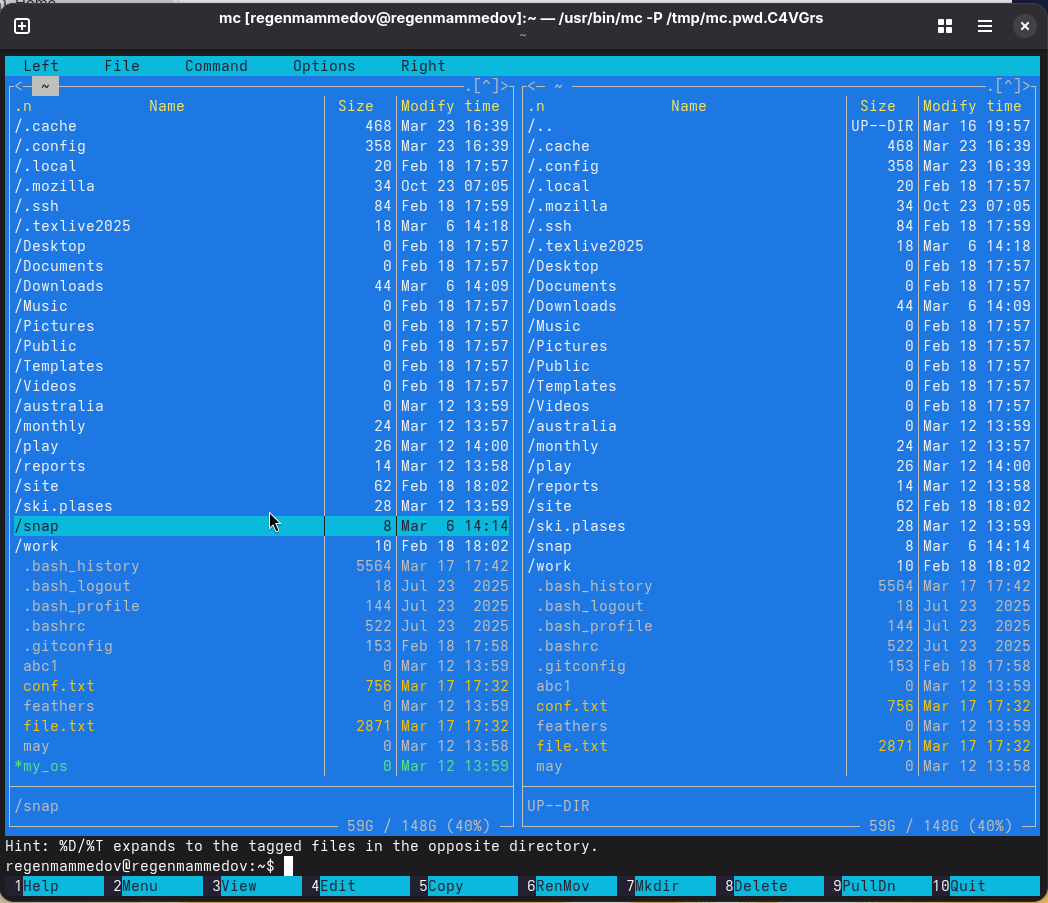 mc [regenmammedov@regenmammedov]:~ — /usr/bin/mc -P /tmp/mc.pwd.C4VGrs
~
Left File Command Options Right
<─ ~ ─.[^]>
.n Name Size Modify time
/.cache 468 Mar 23 16:39
/.config 358 Mar 23 16:39
/.local 20 Feb 18 17:57
/.mozilla 34 Oct 23 07:05
/.ssh 84 Feb 18 17:59
/.texlive2025 18 Mar 6 14:18
/Desktop 0 Feb 18 17:57
/Documents 0 Feb 18 17:57
/Downloads 44 Mar 6 14:09
/Music 0 Feb 18 17:57
/Pictures 0 Feb 18 17:57
/Public 0 Feb 18 17:57
/Templates 0 Feb 18 17:57
/Videos 0 Feb 18 17:57
/australia 0 Mar 12 13:59
/monthly 24 Mar 12 13:57
/play 26 Mar 12 14:00
/reports 14 Mar 12 13:58
/site 62 Feb 18 18:02
/ski.plases 28 Mar 12 13:59
/snap 8 Mar 6 14:14
/work 10 Feb 18 18:02
.bash_history 5564 Mar 17 17:42
.bash_logout 18 Jul 23 2025
.bash_profile 144 Jul 23 2025
.bashrc 522 Jul 23 2025
.gitconfig 153 Feb 18 17:58
abc1 0 Mar 12 13:59
conf.txt 756 Mar 17 17:32
feathers 0 Mar 12 13:59
file.txt 2871 Mar 17 17:32
may 0 Mar 12 13:58
*my_os 0 Mar 12 13:59
/snap
59G / 148G (40%)
<─ ~ ─.[^]>
.n Name Size Modify time
/.. UP--DIR Mar 16 19:57
/.cache 468 Mar 23 16:39
/.config 358 Mar 23 16:39
/.local 20 Feb 18 17:57
/.mozilla 34 Oct 23 07:05
/.ssh 84 Feb 18 17:59
/.texlive2025 18 Mar 6 14:18
/Desktop 0 Feb 18 17:57
/Documents 0 Feb 18 17:57
/Downloads 44 Mar 6 14:09
/Music 0 Feb 18 17:57
/Pictures 0 Feb 18 17:57
/Public 0 Feb 18 17:57
/Templates 0 Feb 18 17:57
/Videos 0 Feb 18 17:57
/australia 0 Mar 12 13:59
/monthly 24 Mar 12 13:57
/play 26 Mar 12 14:00
/reports 14 Mar 12 13:58
/site 62 Feb 18 18:02
/ski.plases 28 Mar 12 13:59
/snap 8 Mar 6 14:14
/work 10 Feb 18 18:02
.bash_history 5564 Mar 17 17:42
.bash_logout 18 Jul 23 2025
.bash_profile 144 Jul 23 2025
.bashrc 522 Jul 23 2025
.gitconfig 153 Feb 18 17:58
abc1 0 Mar 12 13:59
conf.txt 756 Mar 17 17:32
feathers 0 Mar 12 13:59
file.txt 2871 Mar 17 17:32
may 0 Mar 12 13:58
UP--DIR
59G / 148G (40%)
Hint: %D/%T expands to the tagged files in the opposite directory.
regenmammedov@regenmammedov:~$
1Help 2Menu 3View 4Edit 5Copy 6RenMov 7Mkdir 8Delete 9PullDn 10Quit